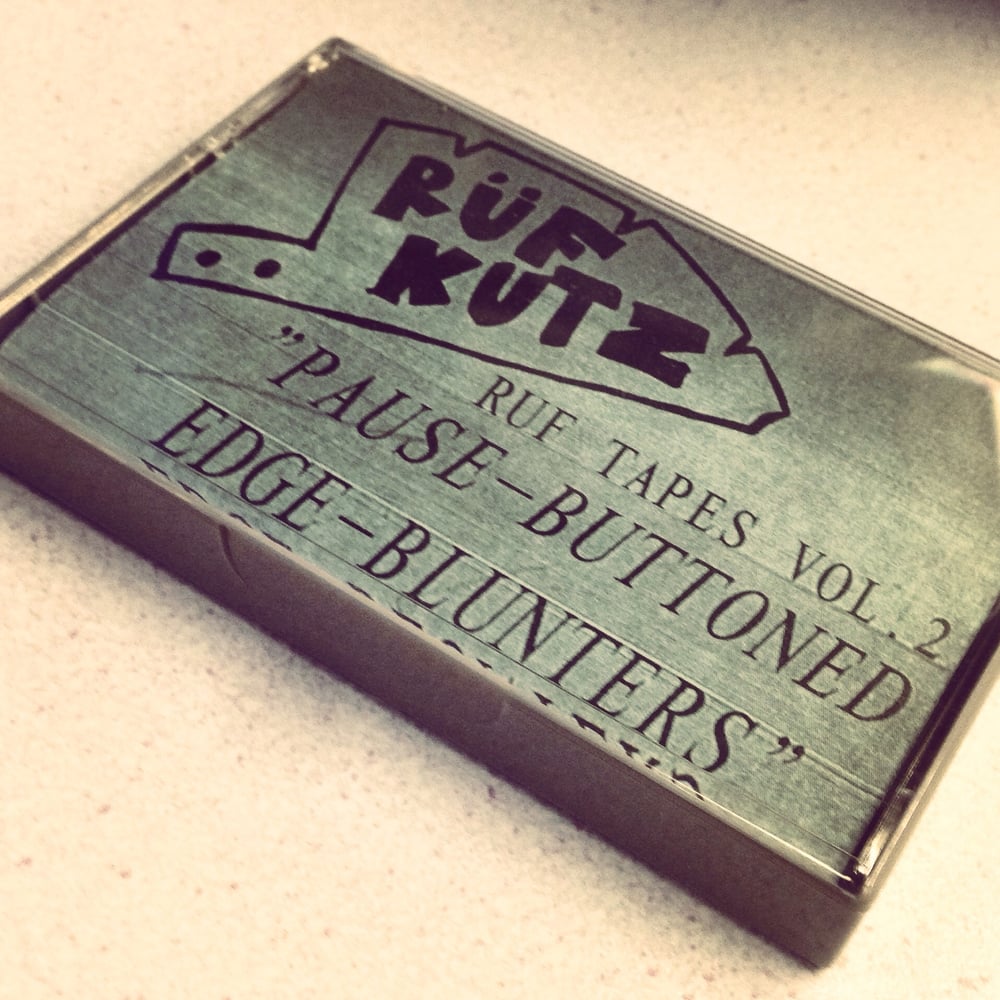 RÜF
KUTZ
RUF TAPES VOL. 2
”PAUSE-BUTTONED
EDGE-BLUNTERS”